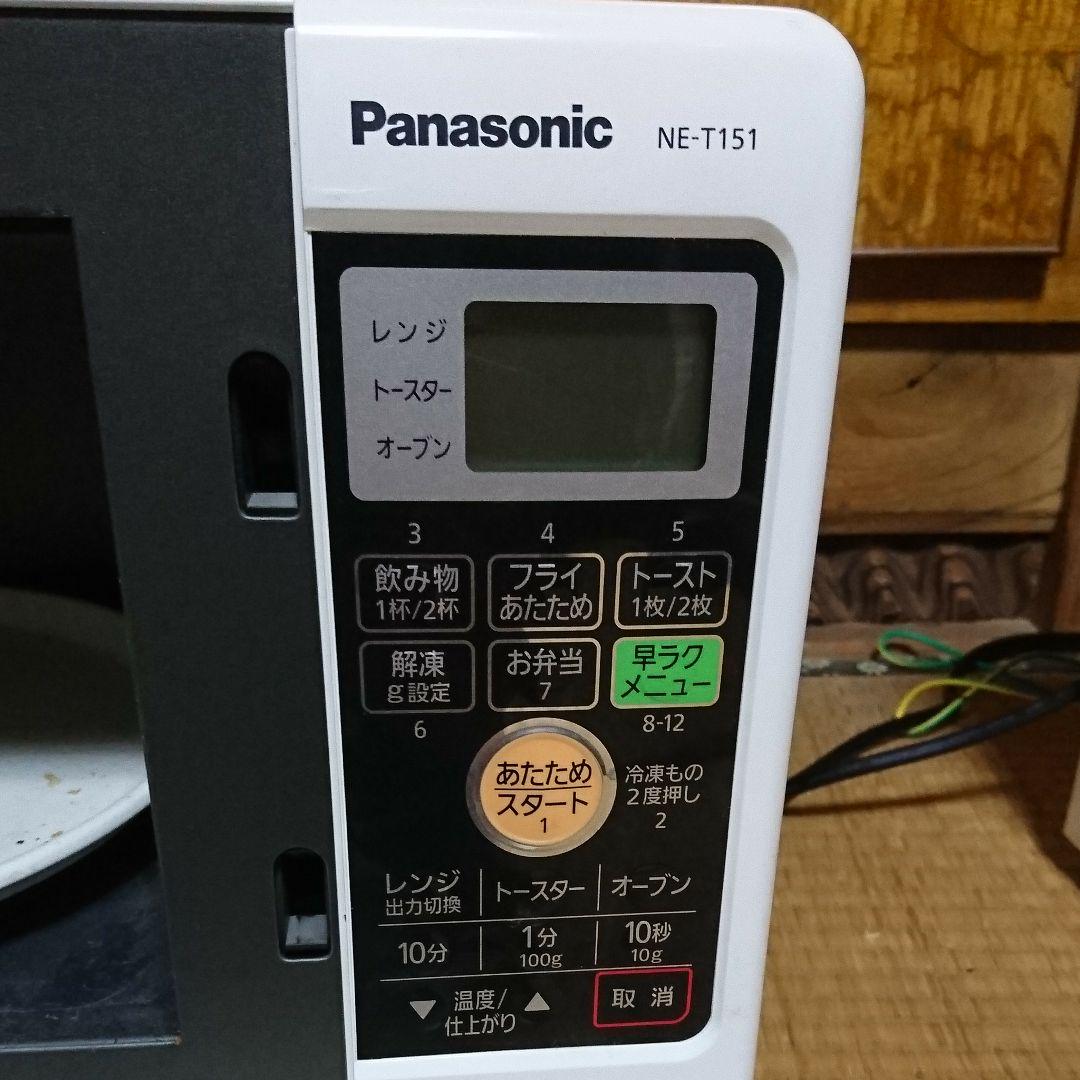 Panasonic NE-T151
レンジ
トースター
オーブン
3 4 5
飲み物 フライ トースト
1杯/2杯 あたため 1枚/2枚
解凍 お弁当 早ラク
g設定 7 メニュー
6 8-12
あたため 冷凍もの
スタート 2度押し
1 2
レンジ トースター オーブン
出力切換
10分 1分 10秒
100g 10g
▼ 温度/ ▲ 取消
仕上がり